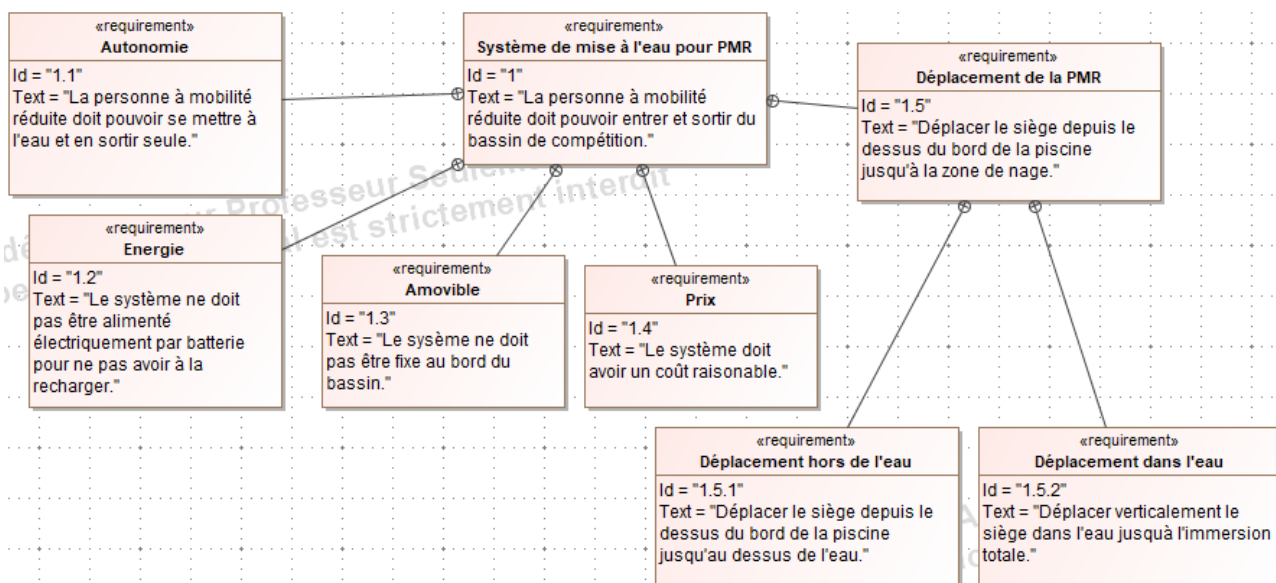 «requirement»
Autonomie
Id = "1.1"
Text = "La personne à mobilité
réduite doit pouvoir se mettre à
l'eau et en sortir seule."
«requirement»
Système de mise à l'eau pour PMR
Id = "1"
Text = "La personne à mobilité
réduite doit pouvoir entrer et sortir du
bassin de compétition."
«requirement»
Déplacement de la PMR
Id = "1.5"
Text = "Déplacer le siège depuis le
dessus du bord de la piscine
jusqu'à la zone de nage."
Professeur
est strictement interdit
«requirement»
Energie
Id = "1.2"
Text = "Le système ne doit
pas être alimenté
électriquement par batterie
pour ne pas avoir à la
recharger."
«requirement»
Amovible
Id = "1.3"
Text = "Le sysème ne doit
pas être fixe au bord du
bassin."
«requirement»
Prix
Id = "1.4"
Text = "Le système doit
avoir un coût raisonable."
«requirement»
Déplacement hors de l'eau
Id = "1.5.1"
Text = "Déplacer le siège depuis le
dessus du bord de la piscine
jusqu'au dessus de l'eau."
«requirement»
Déplacement dans l'eau
Id = "1.5.2"
Text = "Déplacer verticalement le
siège dans l'eau jusquà l'immersion
totale."